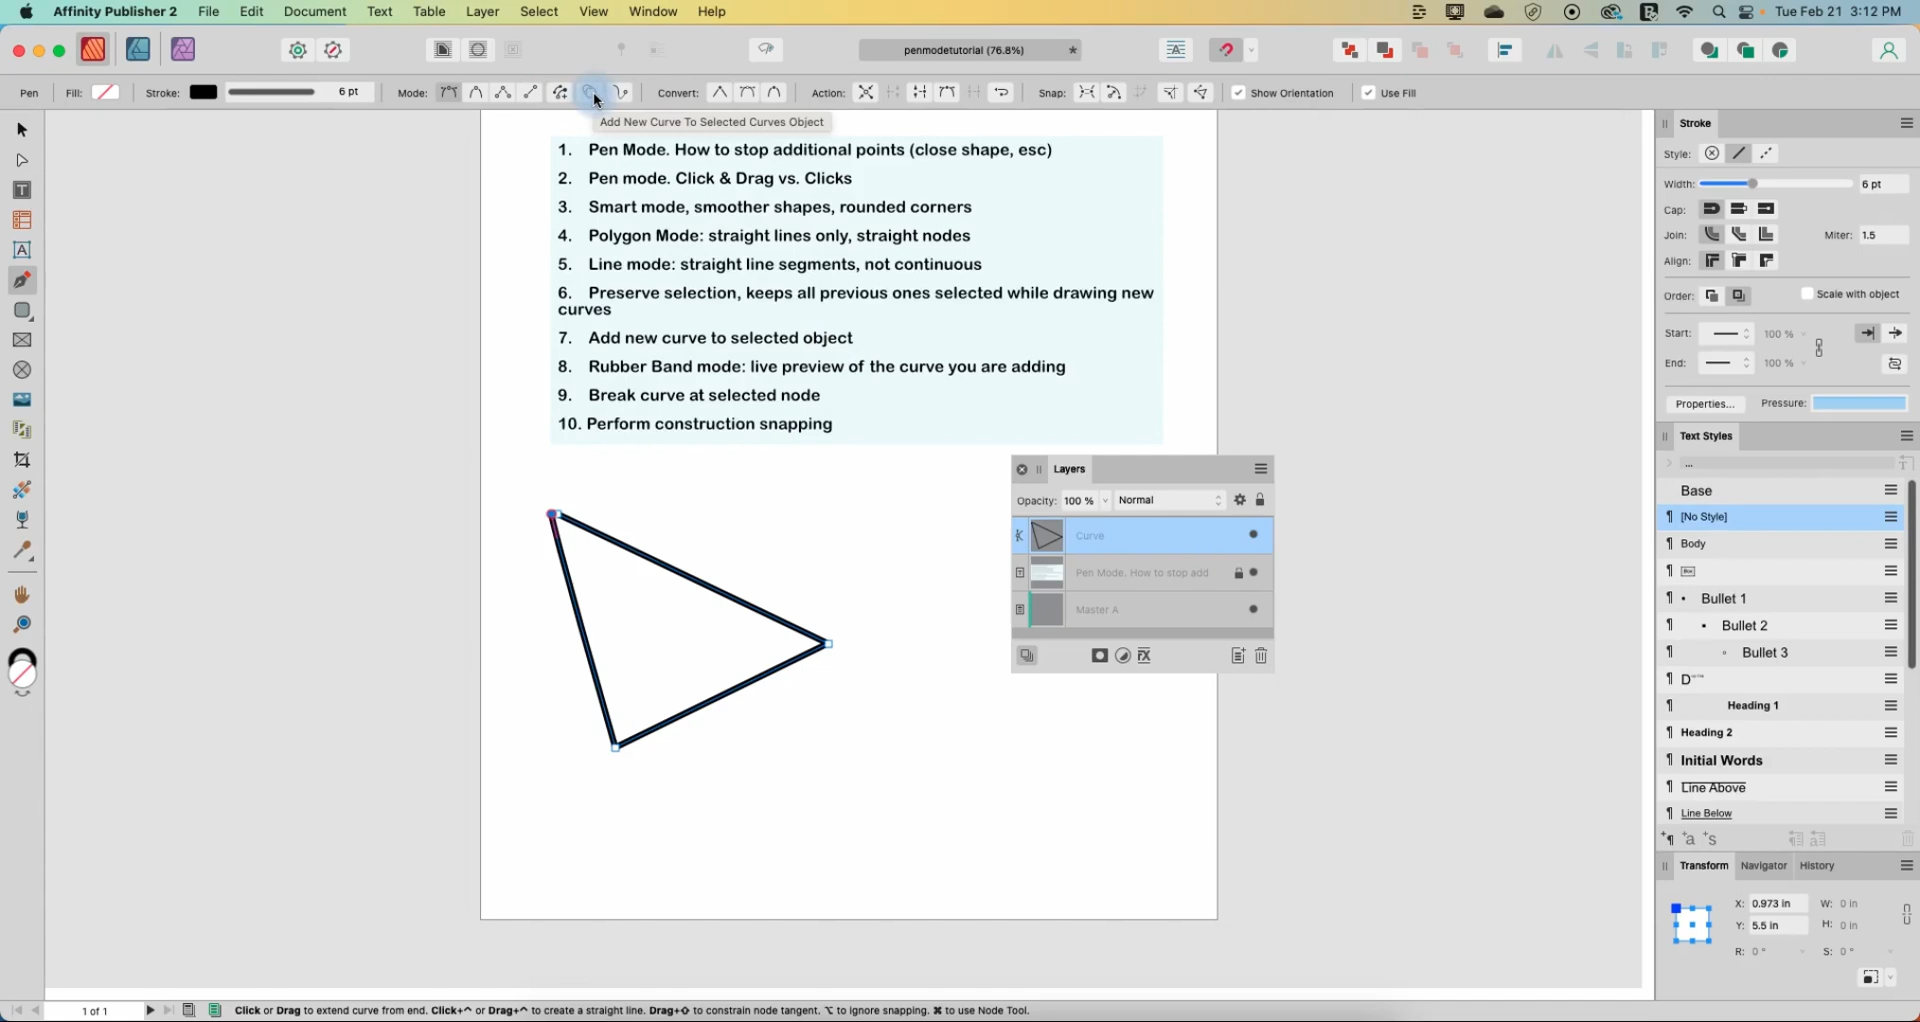 Affinity Publisher 2 File Edit Document Text Table Layer Select View Window Help Tue Feb 21 3:12 PM
penmodetutorial (76.8%) *
Pen Fill: Stroke: 6 pt Mode: Convert: Action: Snap: Show Orientation Use Fill
Add New Curve To Selected Curves Object
1. Pen Mode. How to stop additional points (close shape, esc)
2. Pen mode. Click & Drag vs. Clicks
3. Smart mode, smoother shapes, rounded corners
4. Polygon Mode: straight lines only, straight nodes
5. Line mode: straight line segments, not continuous
6. Preserve selection, keeps all previous ones selected while drawing new
curves
7. Add new curve to selected object
8. Rubber Band mode: live preview of the curve you are adding
9. Break curve at selected node
10. Perform construction snapping
Layers
Opacity: 100 % Normal
Curve
Pen Mode. How to stop add
Master A
Stroke
Style:
Width: 6 pt
Cap:
Join: Miter: 1.5
Align:
Order: Scale with object
Start: 100 %
End: 100 %
Properties... Pressure:
Text Styles
...
Base
[No Style]
Body
Bullet 1
Bullet 2
Bullet 3
Heading 1
Heading 2
Initial Words
Line Above
Line Below
Transform Navigator History
X: 0.973 in W: 0 in
Y: 5.5 in H: 0 in
R: 0 ° S: 0 °
1 of 1 Click or Drag to extend curve from end. Click+^ or Drag+^ to create a straight line. Drag+⇧ to constrain node tangent. ⌥ to ignore snapping. ⌘ to use Node Tool.